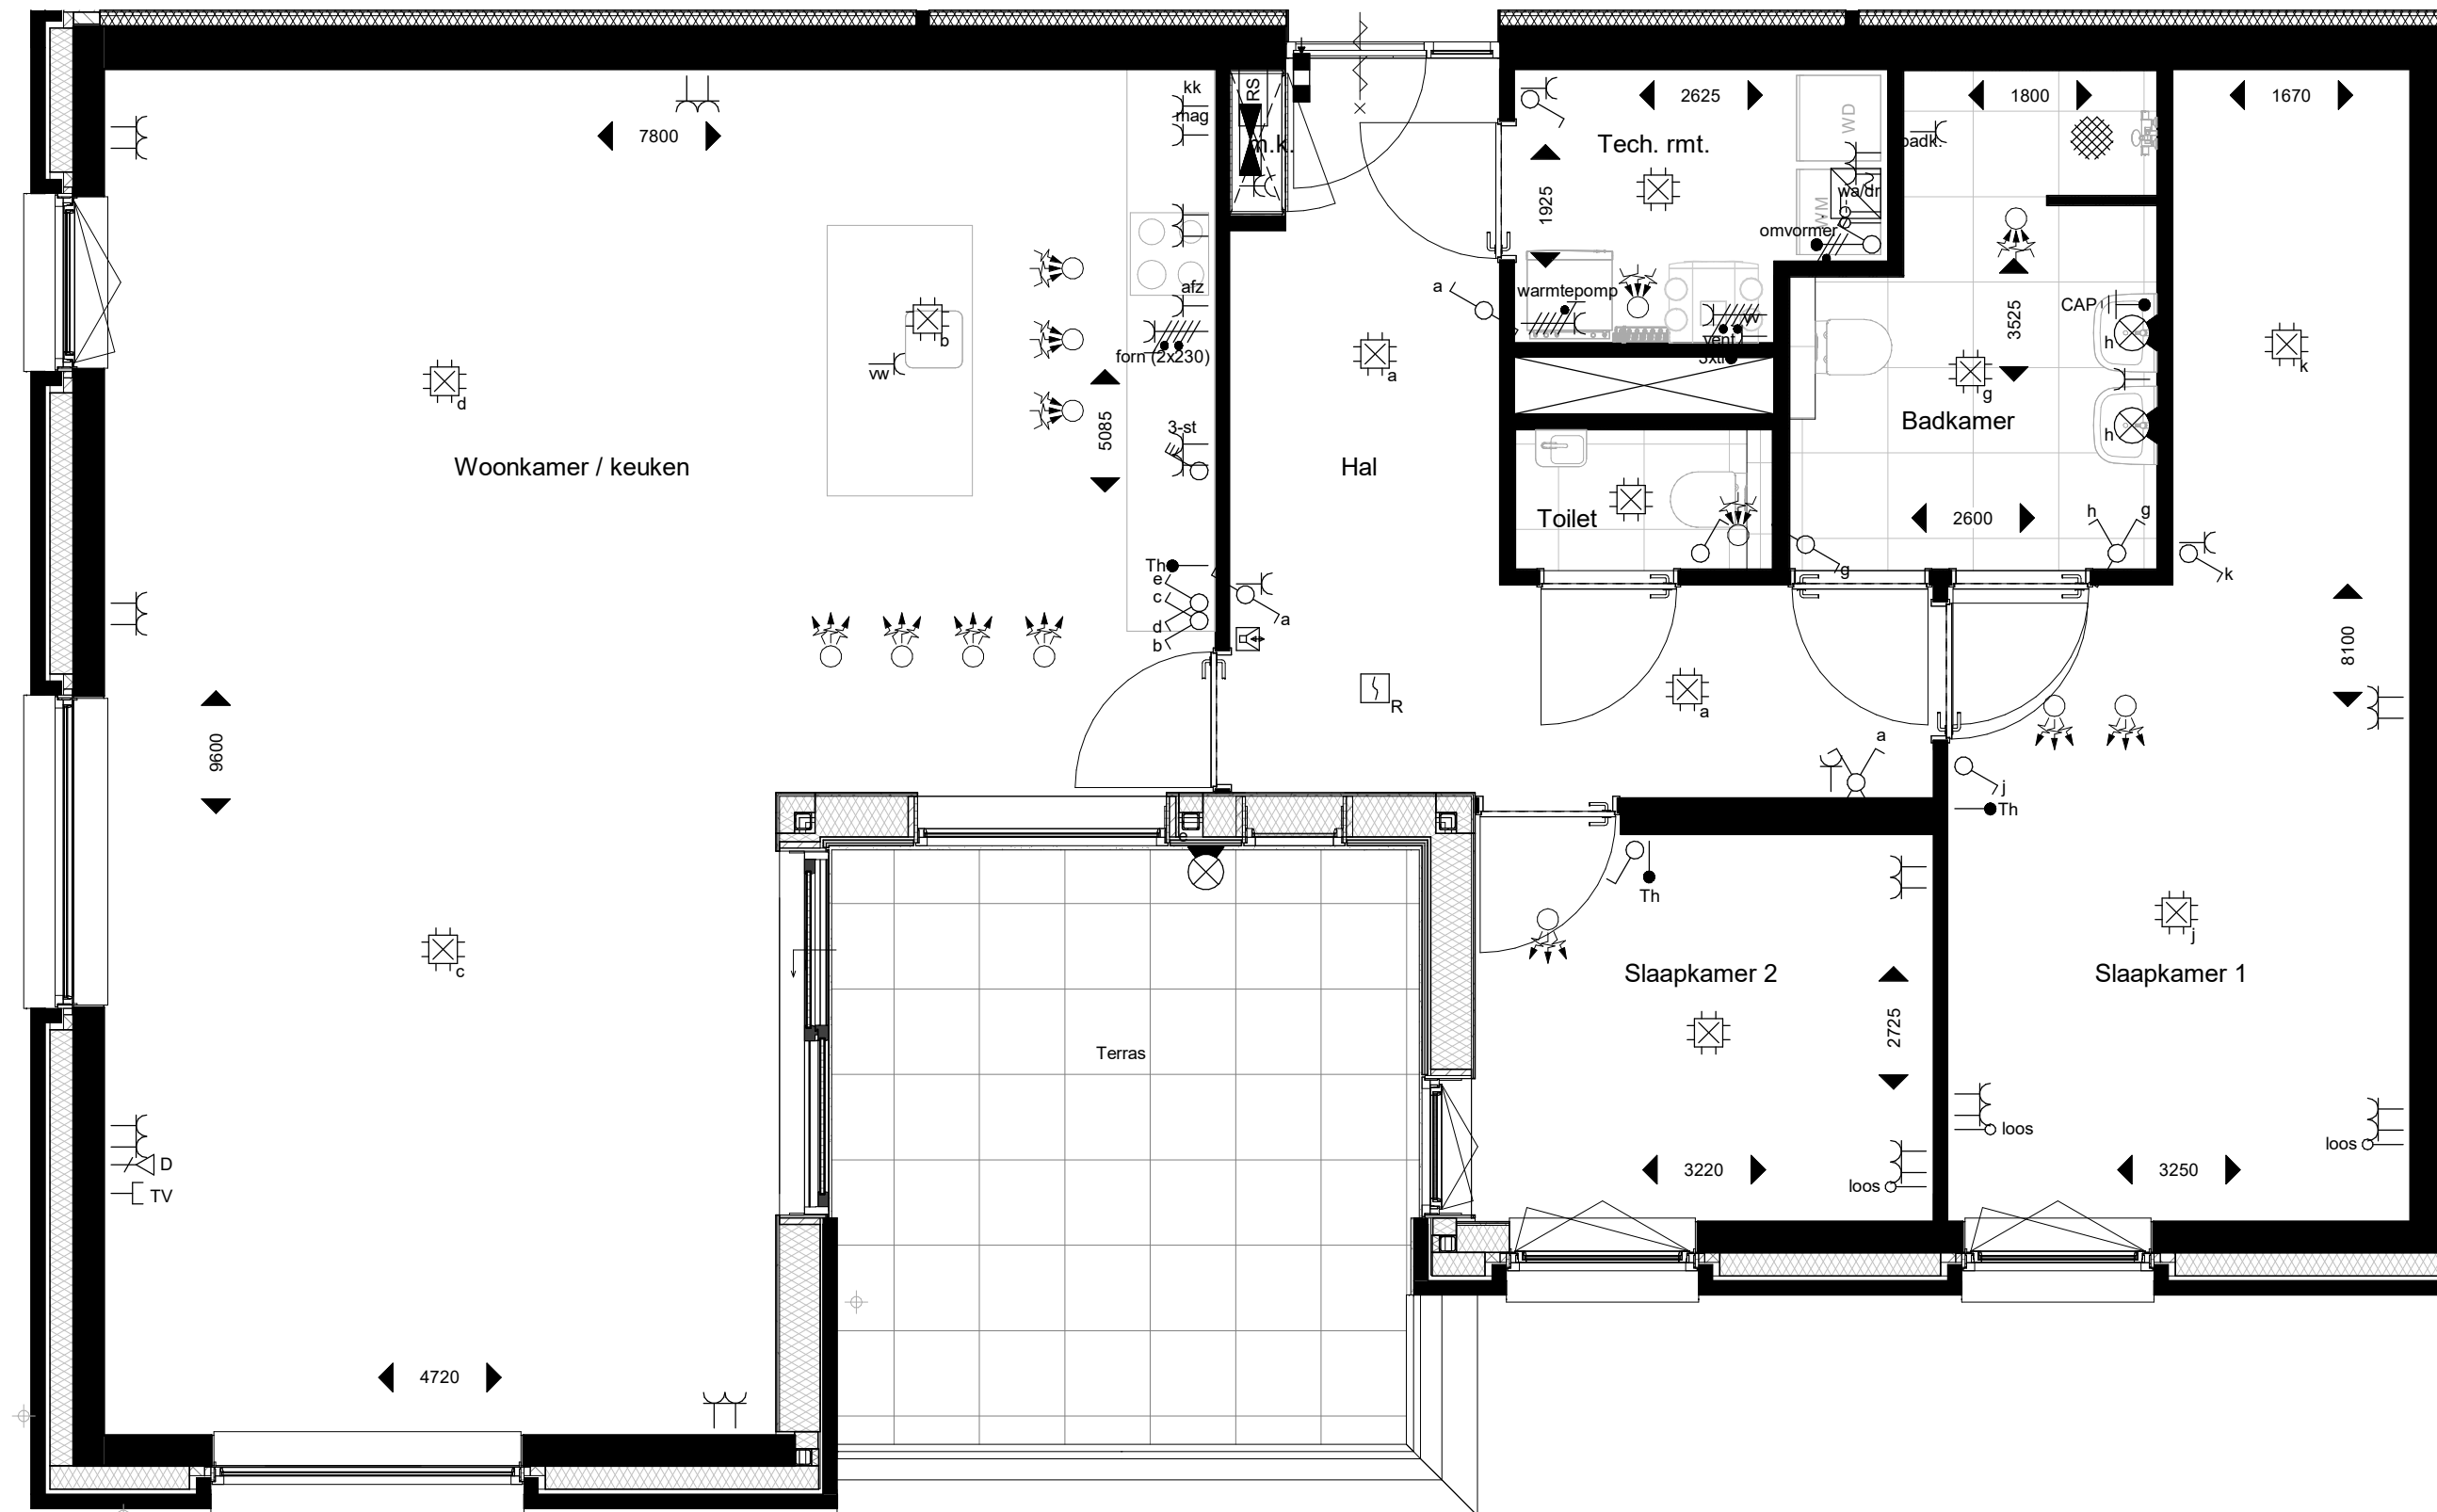 kk
mag
RS
m.k.
7800
2625
1800
1670
Tech. rmt.
WD
badk.
1925
wa/dr
WM
omvormer
a
warmtepomp
afz
forn (2x230)
b
vw
d
5085
3-st
a
vv
vent
3xtr
CAP
h
h
3525
g
k
Badkamer
Woonkamer / keuken
Hal
Toilet
2600
h
g
g
k
Th
e
c
d
b
a
R
a
a
8100
9600
j
Th
e
Th
c
j
Slaapkamer 2
Slaapkamer 1
2725
Terras
loos
loos
3220
3250
loos
D
TV
4720